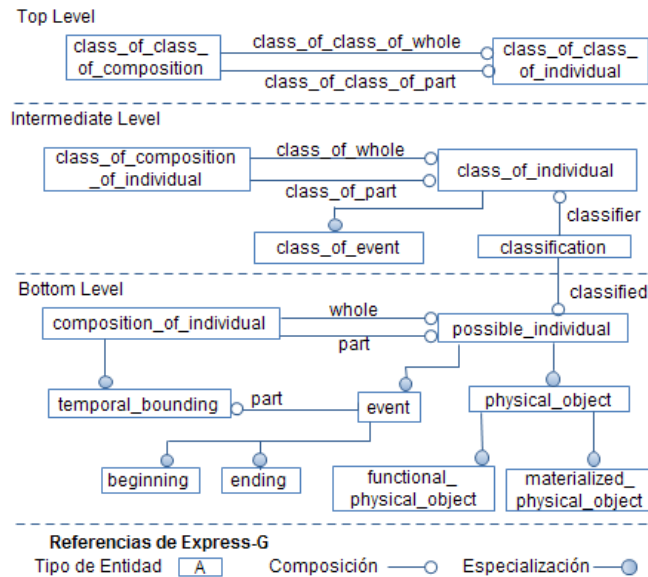 Top Level
class_of_class_
of_composition
class_of_class_of_whole
class_of_class_of_part
class_of_class_
of_individual
Intermediate Level
class_of_composition
_of_individual
class_of_whole
class_of_part
class_of_individual
classifier
class_of_event
classification
Bottom Level
classified
composition_of_individual
whole
part
possible_individual
temporal_bounding
part
event
physical_object
beginning
ending
functional_
physical_object
materialized_
physical_object
Referencias de Express-G
Tipo de Entidad A Composición Especialización